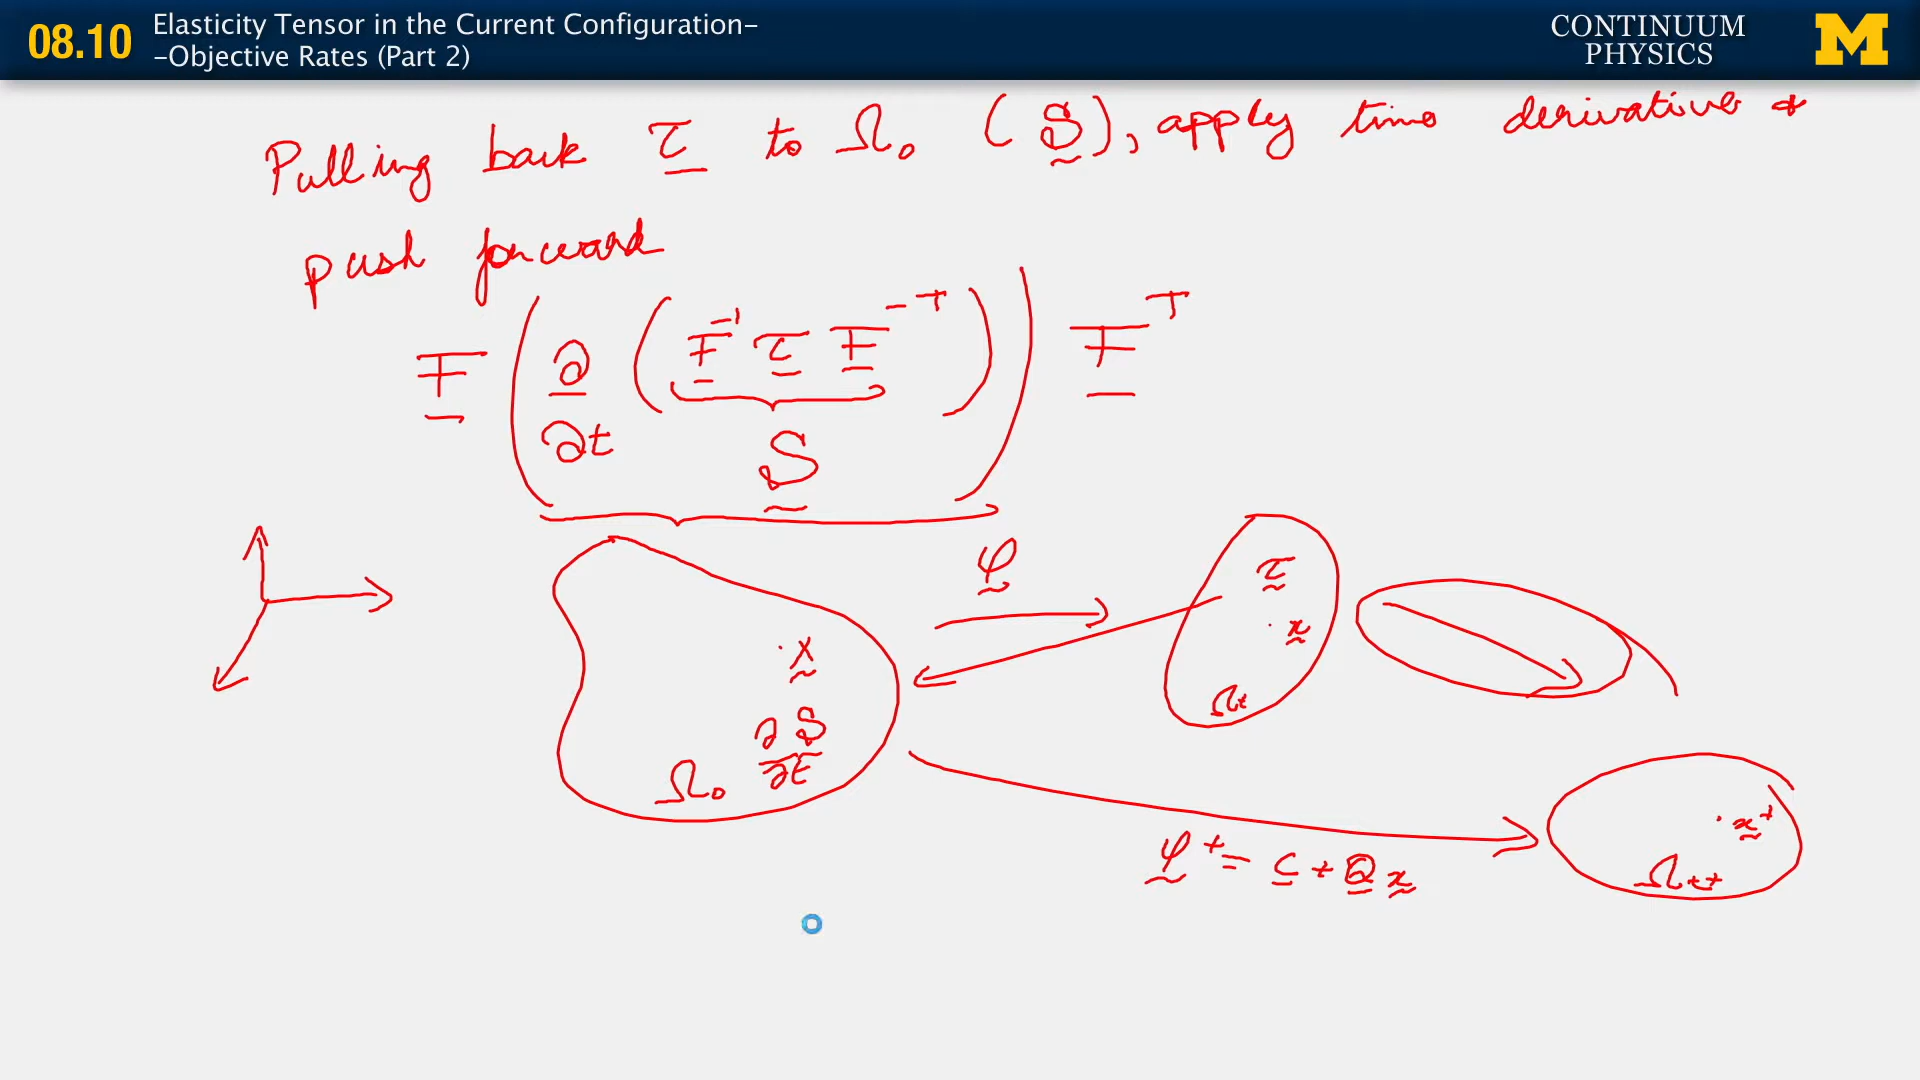 08.10
Elasticity Tensor in the Current Configuration-
-Objective Rates (Part 2)
CONTINUUM
PHYSICS
M
Pulling back τ to Ω₀ (S), apply time derivative &
push forward
F (∂/∂t (F⁻¹ τ F⁻ᵀ)) Fᵀ
S
φ
τ
x
Ωt
X
∂S/∂t
Ω₀
φ⁺ = c + Q x
x⁺
Ωt⁺